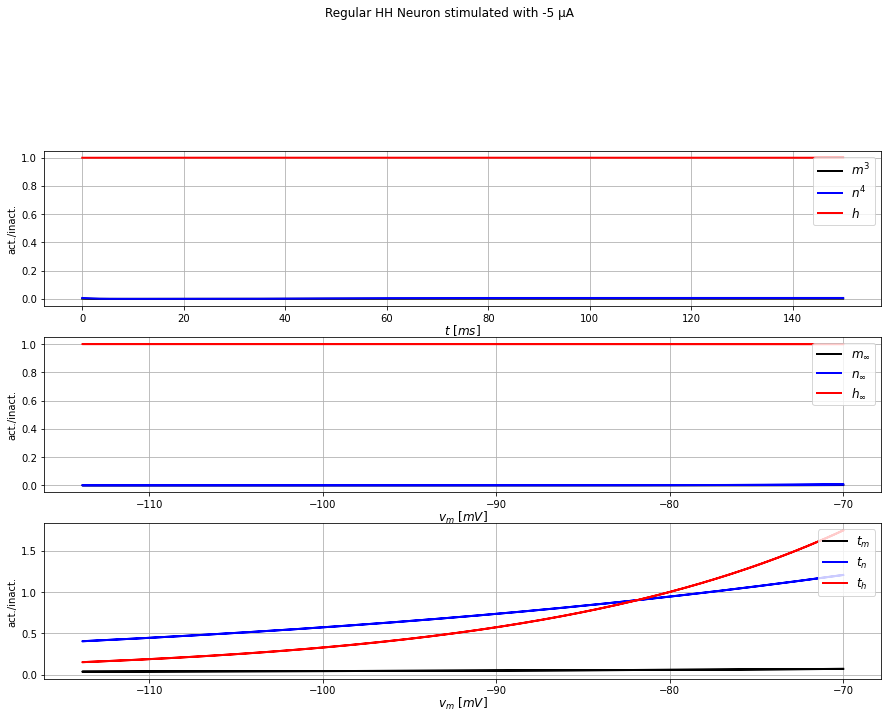 Regular HH Neuron stimulated with -5 μA
1.0
0.8
0.6
0.4
0.2
0.0
act./inact.
m³
n⁴
h
0 20 40 60 80 100 120 140
t [ms]
1.0
0.8
0.6
0.4
0.2
0.0
act./inact.
m∞
n∞
h∞
−110 −100 −90 −80 −70
vₘ [mV]
1.5
1.0
0.5
0.0
act./inact.
tₘ
tₙ
tₕ
−110 −100 −90 −80 −70
vₘ [mV]